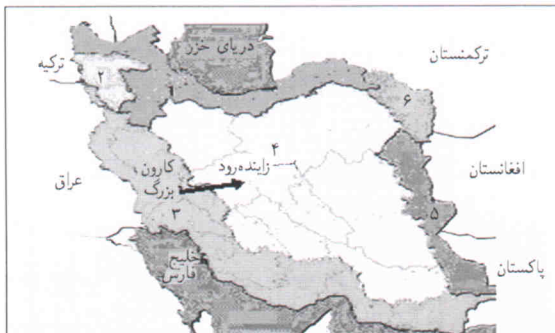 دریای خزر
ترکمنستان
ترکیه
۲
۱
۶
۴
زاینده‌رود
کارون
بزرگ
افغانستان
عراق
۳
۵
خلیج
فارس
پاکستان